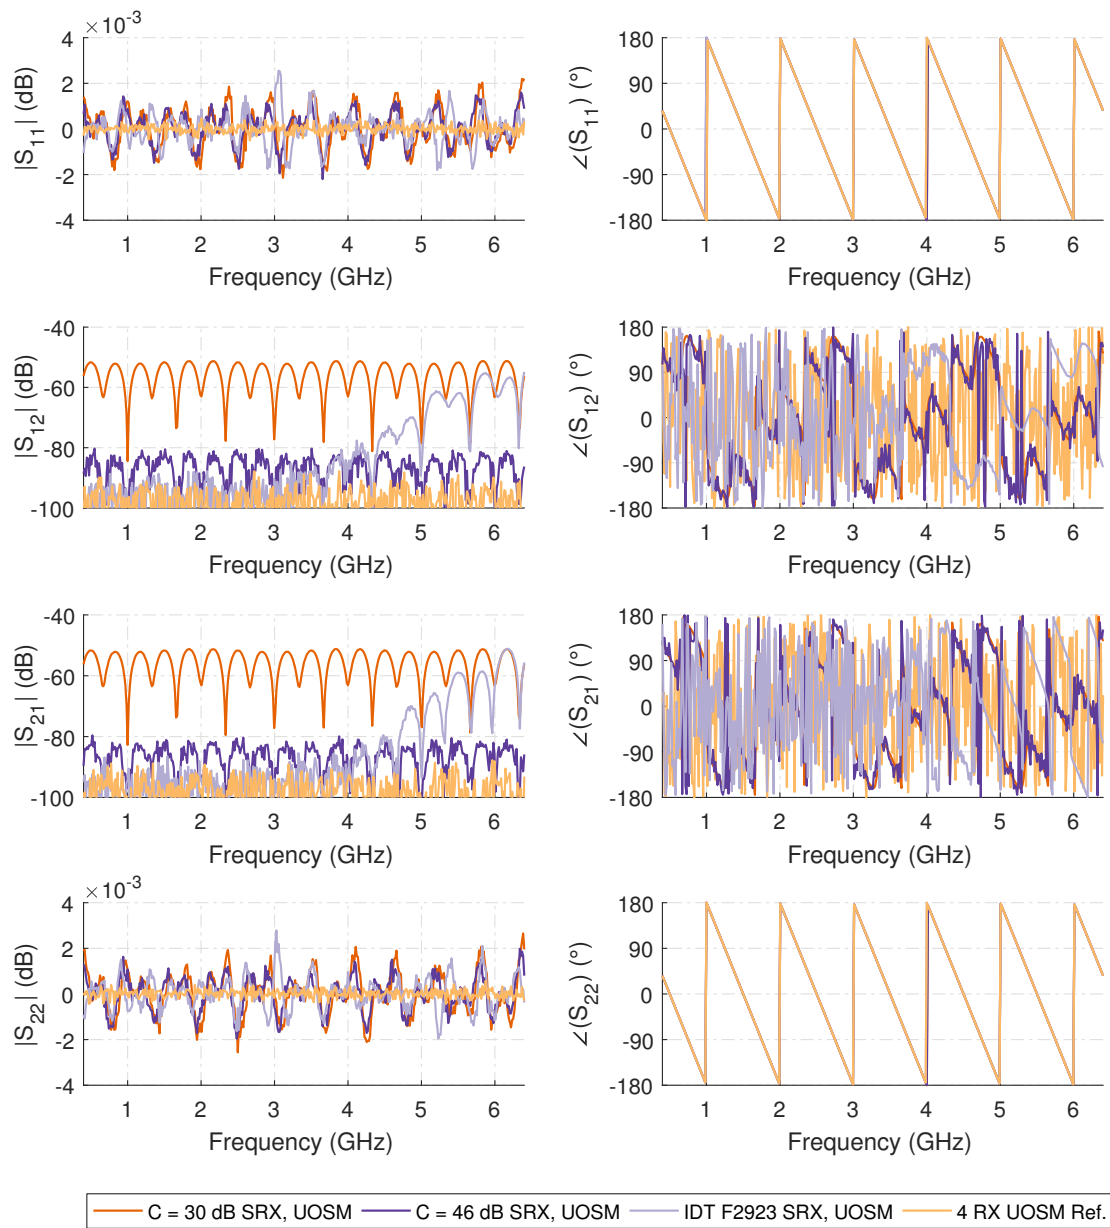 ×10⁻³
4
2
0
-2
-4
|S₁₁| (dB)
1 2 3 4 5 6
Frequency (GHz)
180
90
0
-90
-180
∠(S₁₁) (°)
1 2 3 4 5 6
Frequency (GHz)
-40
-60
-80
-100
|S₁₂| (dB)
1 2 3 4 5 6
Frequency (GHz)
180
90
0
-90
-180
∠(S₁₂) (°)
1 2 3 4 5 6
Frequency (GHz)
-40
-60
-80
-100
|S₂₁| (dB)
1 2 3 4 5 6
Frequency (GHz)
180
90
0
-90
-180
∠(S₂₁) (°)
1 2 3 4 5 6
Frequency (GHz)
×10⁻³
4
2
0
-2
-4
|S₂₂| (dB)
1 2 3 4 5 6
Frequency (GHz)
180
90
0
-90
-180
∠(S₂₂) (°)
1 2 3 4 5 6
Frequency (GHz)
C = 30 dB SRX, UOSM C = 46 dB SRX, UOSM IDT F2923 SRX, UOSM 4 RX UOSM Ref.